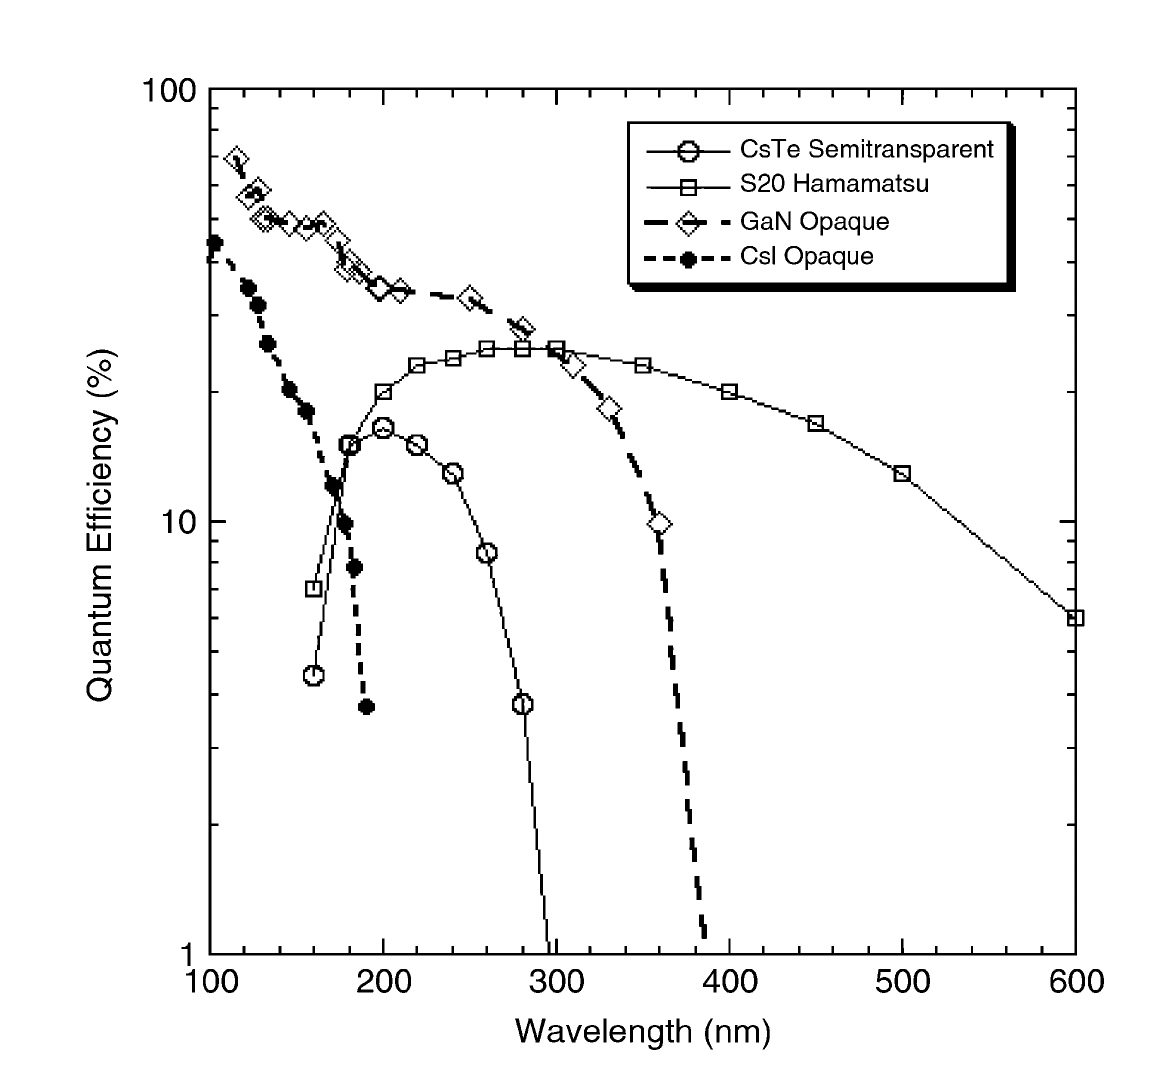 100
CsTe Semitransparent
S20 Hamamatsu
GaN Opaque
CsI Opaque
Quantum Efficiency (%)
10
1
100 200 300 400 500 600
Wavelength (nm)